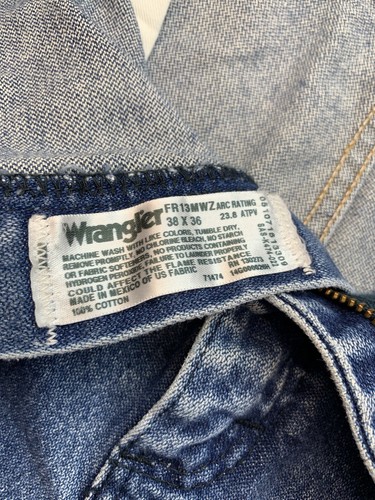 Wrangler
FR13MWZ ARC RATING
38 X 36 23.8 ATPV
MACHINE WASH WITH LIKE COLORS, TUMBLE DRY,
REMOVE PROMPTLY, NO CHLORINE BLEACH, NO STARCH
OR FABRIC SOFTENERS, NO PRODUCTS CONTAINING
HYDROGEN PEROXIDE. FAILURE TO LAUNDER PROPERLY
COULD AFFECT THE FLAME RESISTANCE
MADE IN MEXICO OF US FABRIC RN 130273
100% COTTON 71474